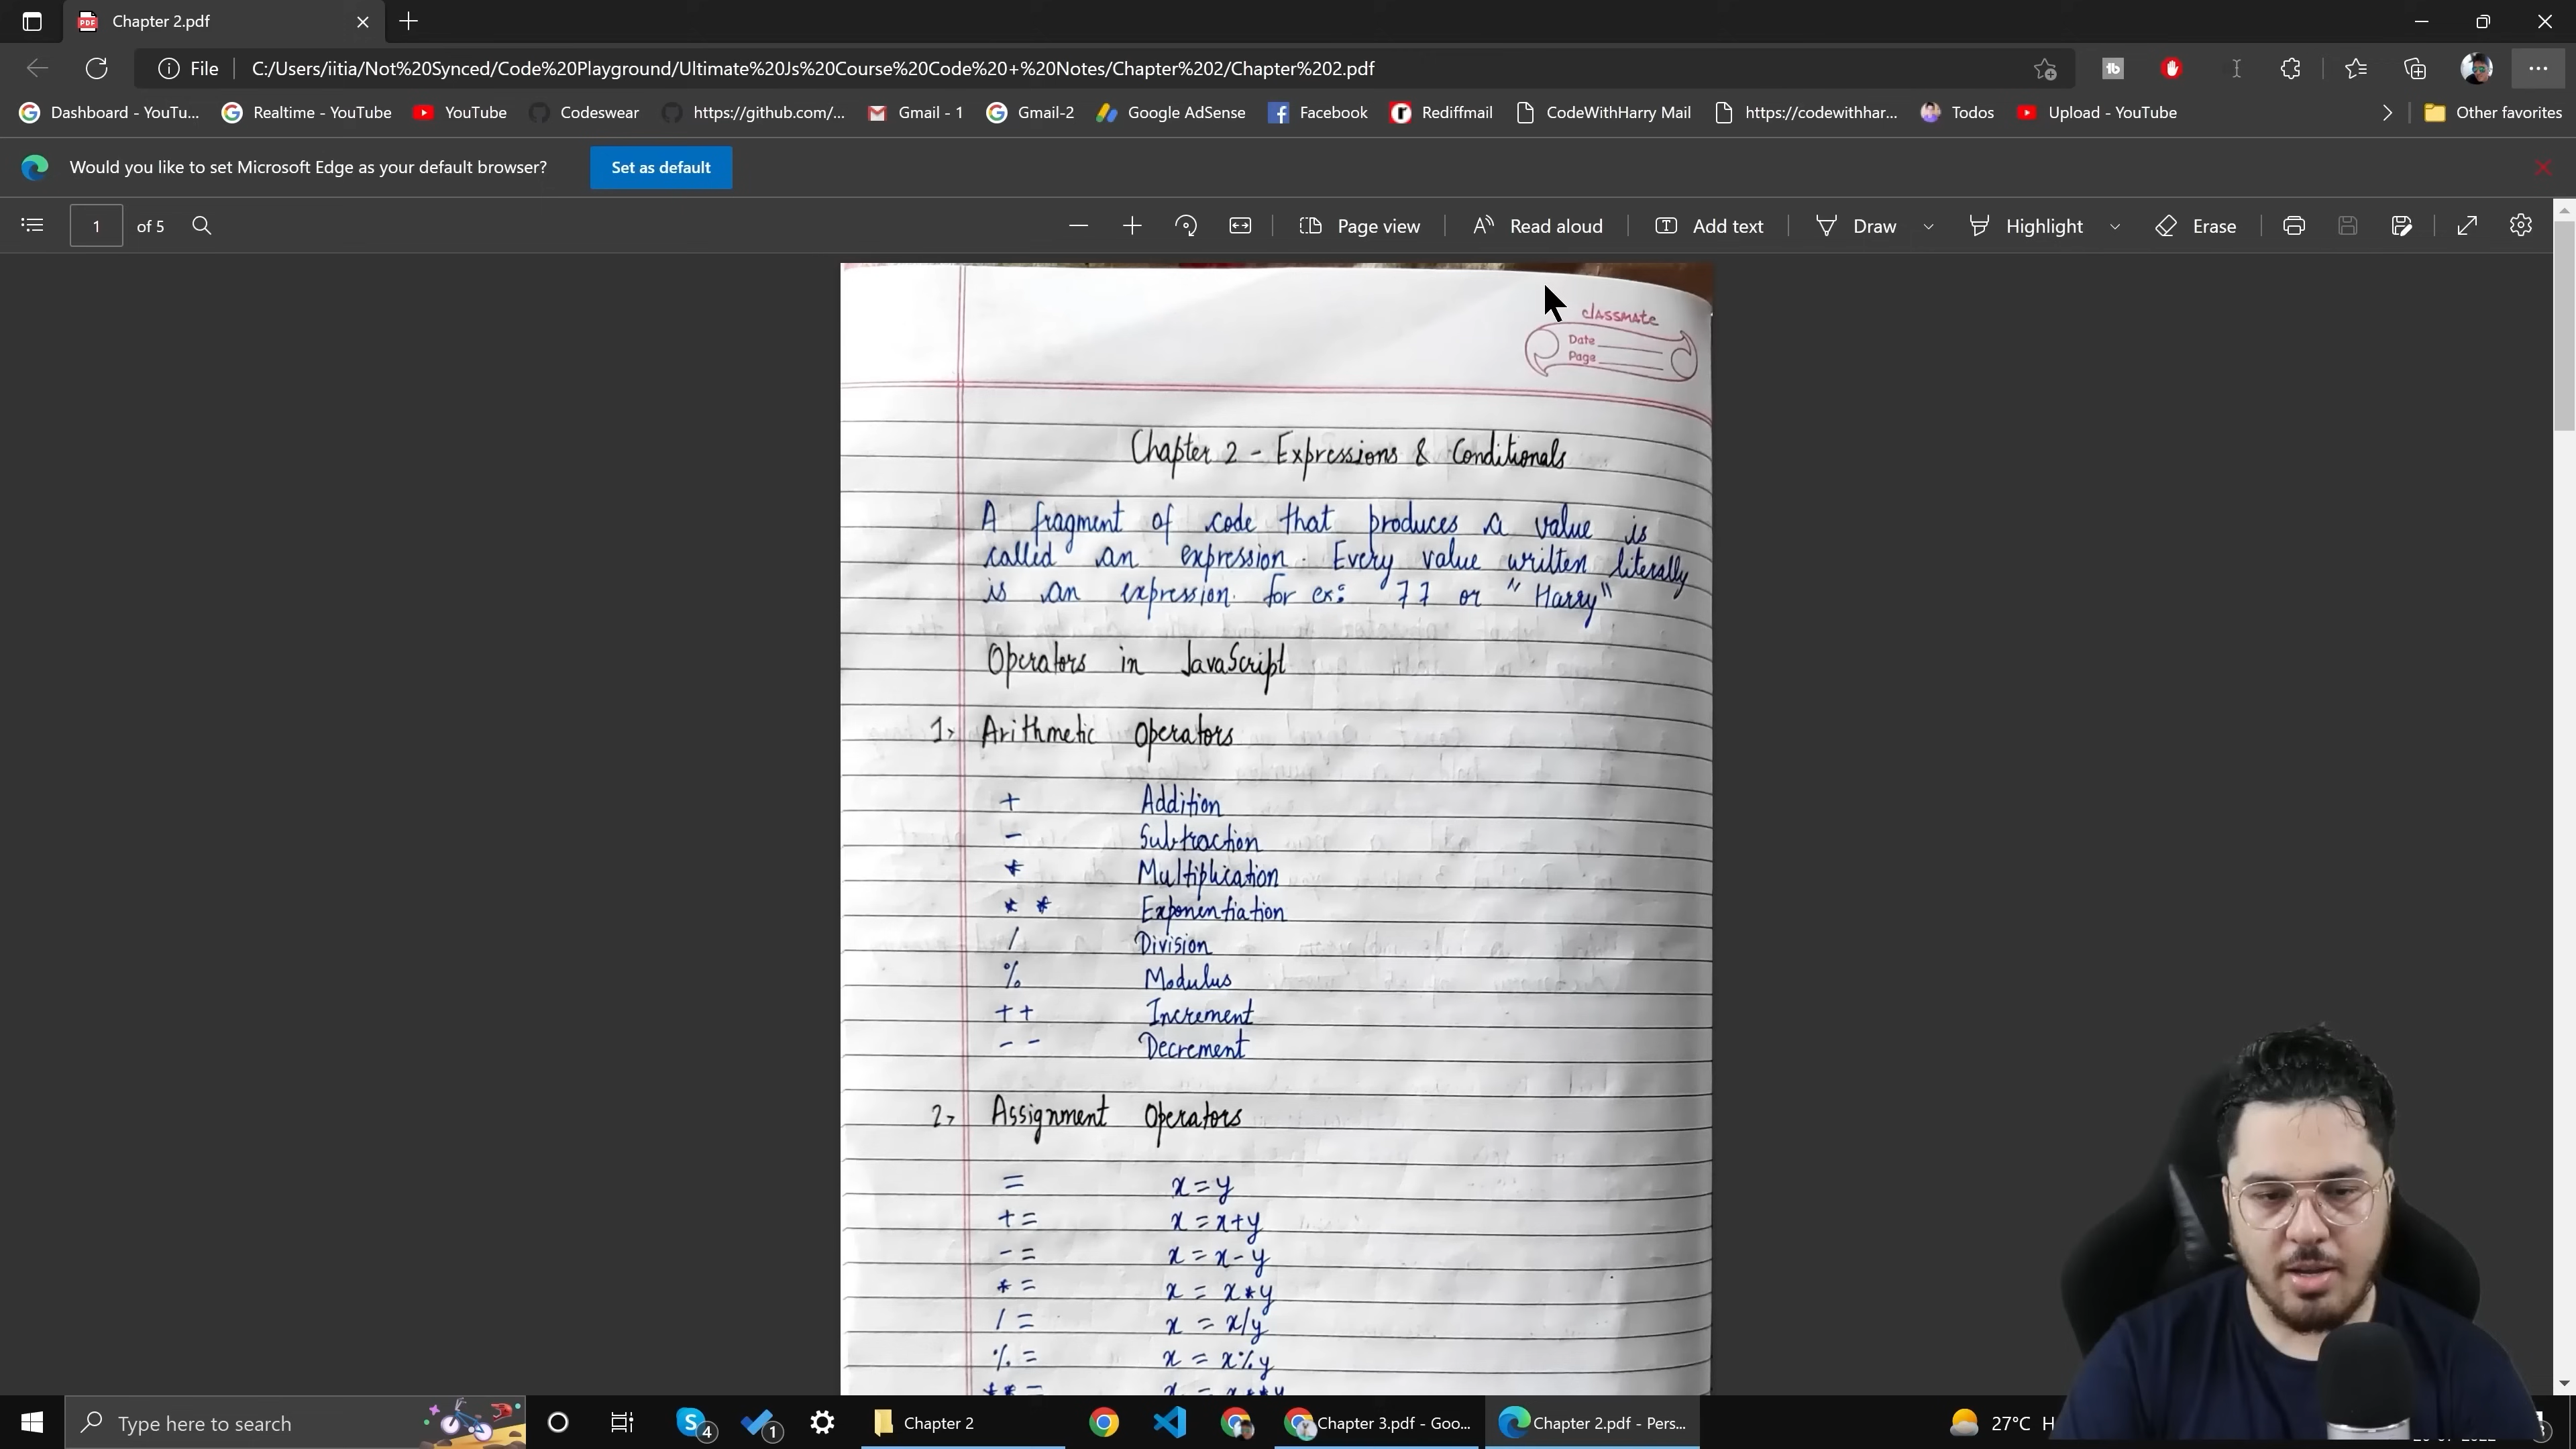 Chapter 2.pdf
File C:/Users/iitia/Not%20Synced/Code%20Playground/Ultimate%20Js%20Course%20Code%20+%20Notes/Chapter%202/Chapter%202.pdf
Dashboard - YouTu... Realtime - YouTube YouTube Codeswear https://github.com/... Gmail - 1 Gmail-2 Google AdSense Facebook Rediffmail CodeWithHarry Mail https://codewithhar... Todos Upload - YouTube Other favorites
Would you like to set Microsoft Edge as your default browser? Set as default
1 of 5 Page view Read aloud Add text Draw Highlight Erase
classmate
Date
Page
Chapter 2 - Expressions & Conditionals
A fragment of code that produces a value is
called an expression. Every value written literally
is an expression. for ex: 77 or "Harry"
Operators in JavaScript
1> Arithmetic Operators
+ Addition
- Subtraction
* Multiplication
** Exponentiation
/ Division
% Modulus
++ Increment
-- Decrement
2> Assignment Operators
= x = y
+= x = x+y
-= x = x-y
*= x = x*y
/= x = x/y
%= x = x%y
**= x = x**y
Type here to search 4 1 Chapter 2 Chapter 3.pdf - Goo... Chapter 2.pdf - Pers... 27°C